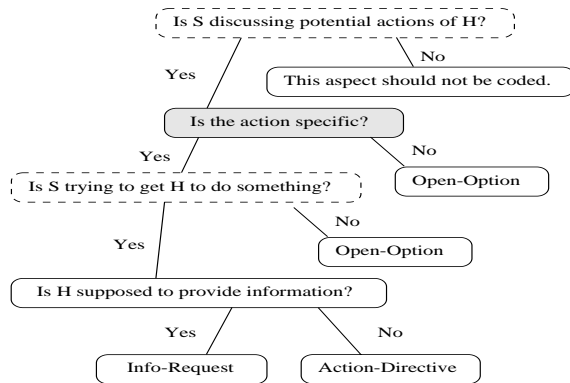 Is S discussing potential actions of H?
Yes
No
This aspect should not be coded.
Is the action specific?
Yes
No
Is S trying to get H to do something?
Open-Option
Yes
No
Open-Option
Is H supposed to provide information?
Yes
No
Info-Request
Action-Directive